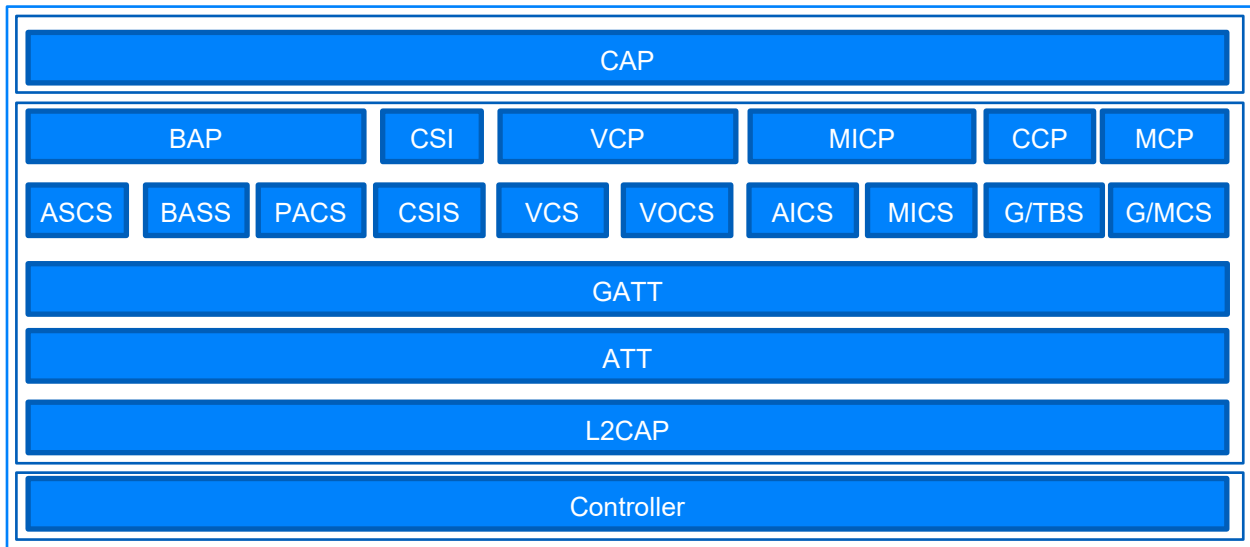 CAP
BAP CSI VCP MICP CCP MCP
ASCS BASS PACS CSIS VCS VOCS AICS MICS G/TBS G/MCS
GATT
ATT
L2CAP
Controller